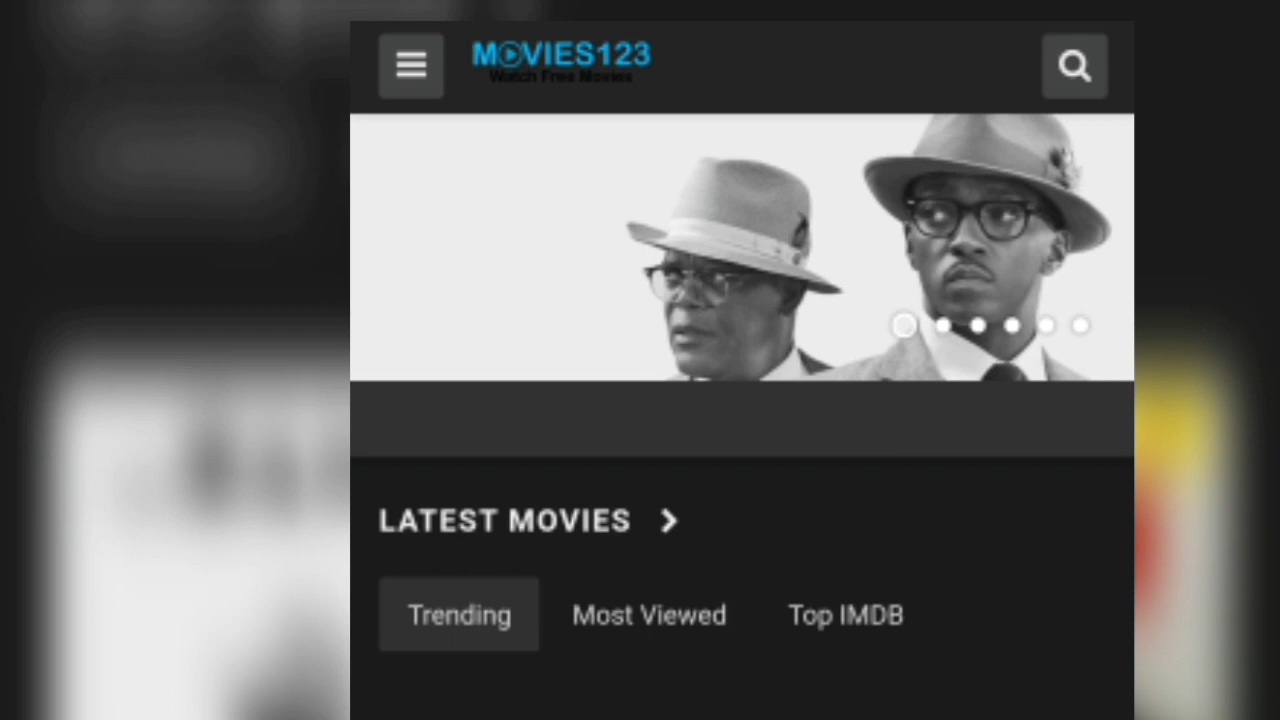 MOVIES123
Watch Free Movies
LATEST MOVIES
Trending
Most Viewed
Top IMDB